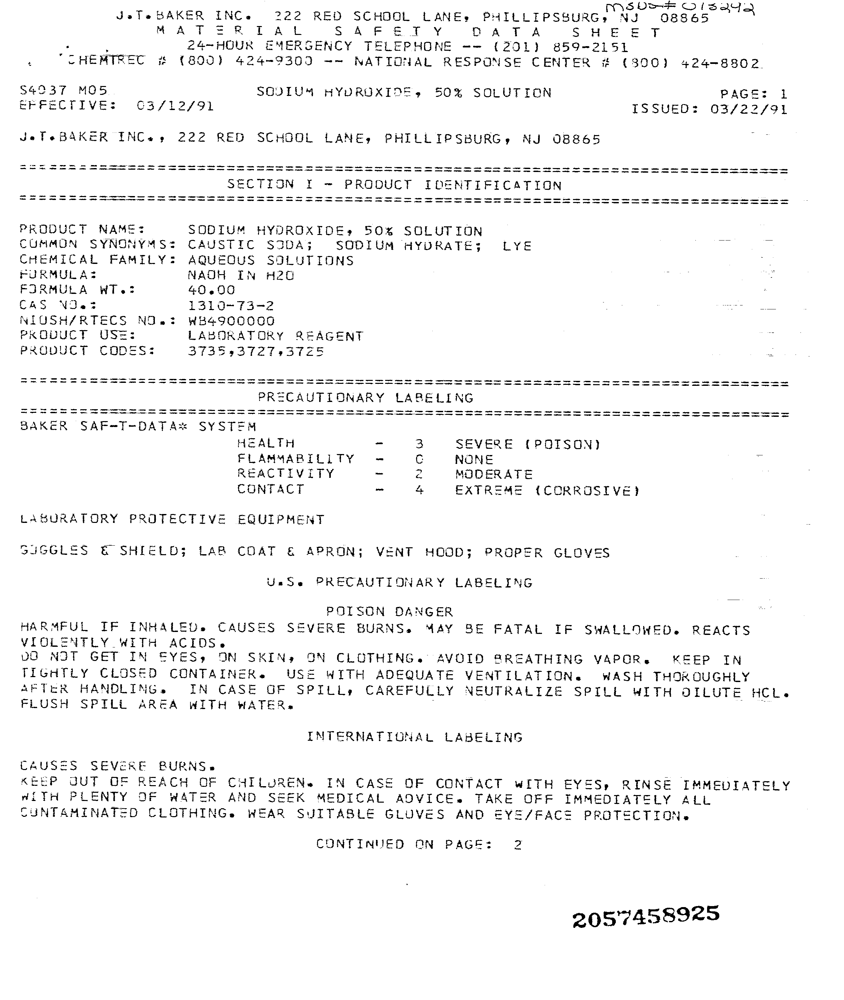 MSDS# 013242
J.T.BAKER INC. 222 RED SCHOOL LANE, PHILLIPSBURG, NJ 08865
M A T E R I A L   S A F E T Y   D A T A   S H E E T
24-HOUR EMERGENCY TELEPHONE -- (201) 859-2151
CHEMTREC # (800) 424-9300 -- NATIONAL RESPONSE CENTER # (800) 424-8802
S4037 M05 SODIUM HYDROXIDE, 50% SOLUTION PAGE: 1
EFFECTIVE: 03/12/91 ISSUED: 03/22/91
J.T.BAKER INC., 222 RED SCHOOL LANE, PHILLIPSBURG, NJ 08865
SECTION I - PRODUCT IDENTIFICATION
PRODUCT NAME: SODIUM HYDROXIDE, 50% SOLUTION
COMMON SYNONYMS: CAUSTIC SODA; SODIUM HYDRATE; LYE
CHEMICAL FAMILY: AQUEOUS SOLUTIONS
FORMULA: NAOH IN H2O
FORMULA WT.: 40.00
CAS NO.: 1310-73-2
NIOSH/RTECS NO.: WB4900000
PRODUCT USE: LABORATORY REAGENT
PRODUCT CODES: 3735,3727,3725
PRECAUTIONARY LABELING
BAKER SAF-T-DATA* SYSTEM
HEALTH - 3 SEVERE (POISON)
FLAMMABILITY - 0 NONE
REACTIVITY - 2 MODERATE
CONTACT - 4 EXTREME (CORROSIVE)
LABORATORY PROTECTIVE EQUIPMENT
GOGGLES & SHIELD; LAB COAT & APRON; VENT HOOD; PROPER GLOVES
U.S. PRECAUTIONARY LABELING
POISON DANGER
HARMFUL IF INHALED. CAUSES SEVERE BURNS. MAY BE FATAL IF SWALLOWED. REACTS
VIOLENTLY WITH ACIDS.
DO NOT GET IN EYES, ON SKIN, ON CLOTHING. AVOID BREATHING VAPOR. KEEP IN
TIGHTLY CLOSED CONTAINER. USE WITH ADEQUATE VENTILATION. WASH THOROUGHLY
AFTER HANDLING. IN CASE OF SPILL, CAREFULLY NEUTRALIZE SPILL WITH DILUTE HCL.
FLUSH SPILL AREA WITH WATER.
INTERNATIONAL LABELING
CAUSES SEVERE BURNS.
KEEP OUT OF REACH OF CHILDREN. IN CASE OF CONTACT WITH EYES, RINSE IMMEDIATELY
WITH PLENTY OF WATER AND SEEK MEDICAL ADVICE. TAKE OFF IMMEDIATELY ALL
CONTAMINATED CLOTHING. WEAR SUITABLE GLOVES AND EYE/FACE PROTECTION.
CONTINUED ON PAGE: 2
2057458925